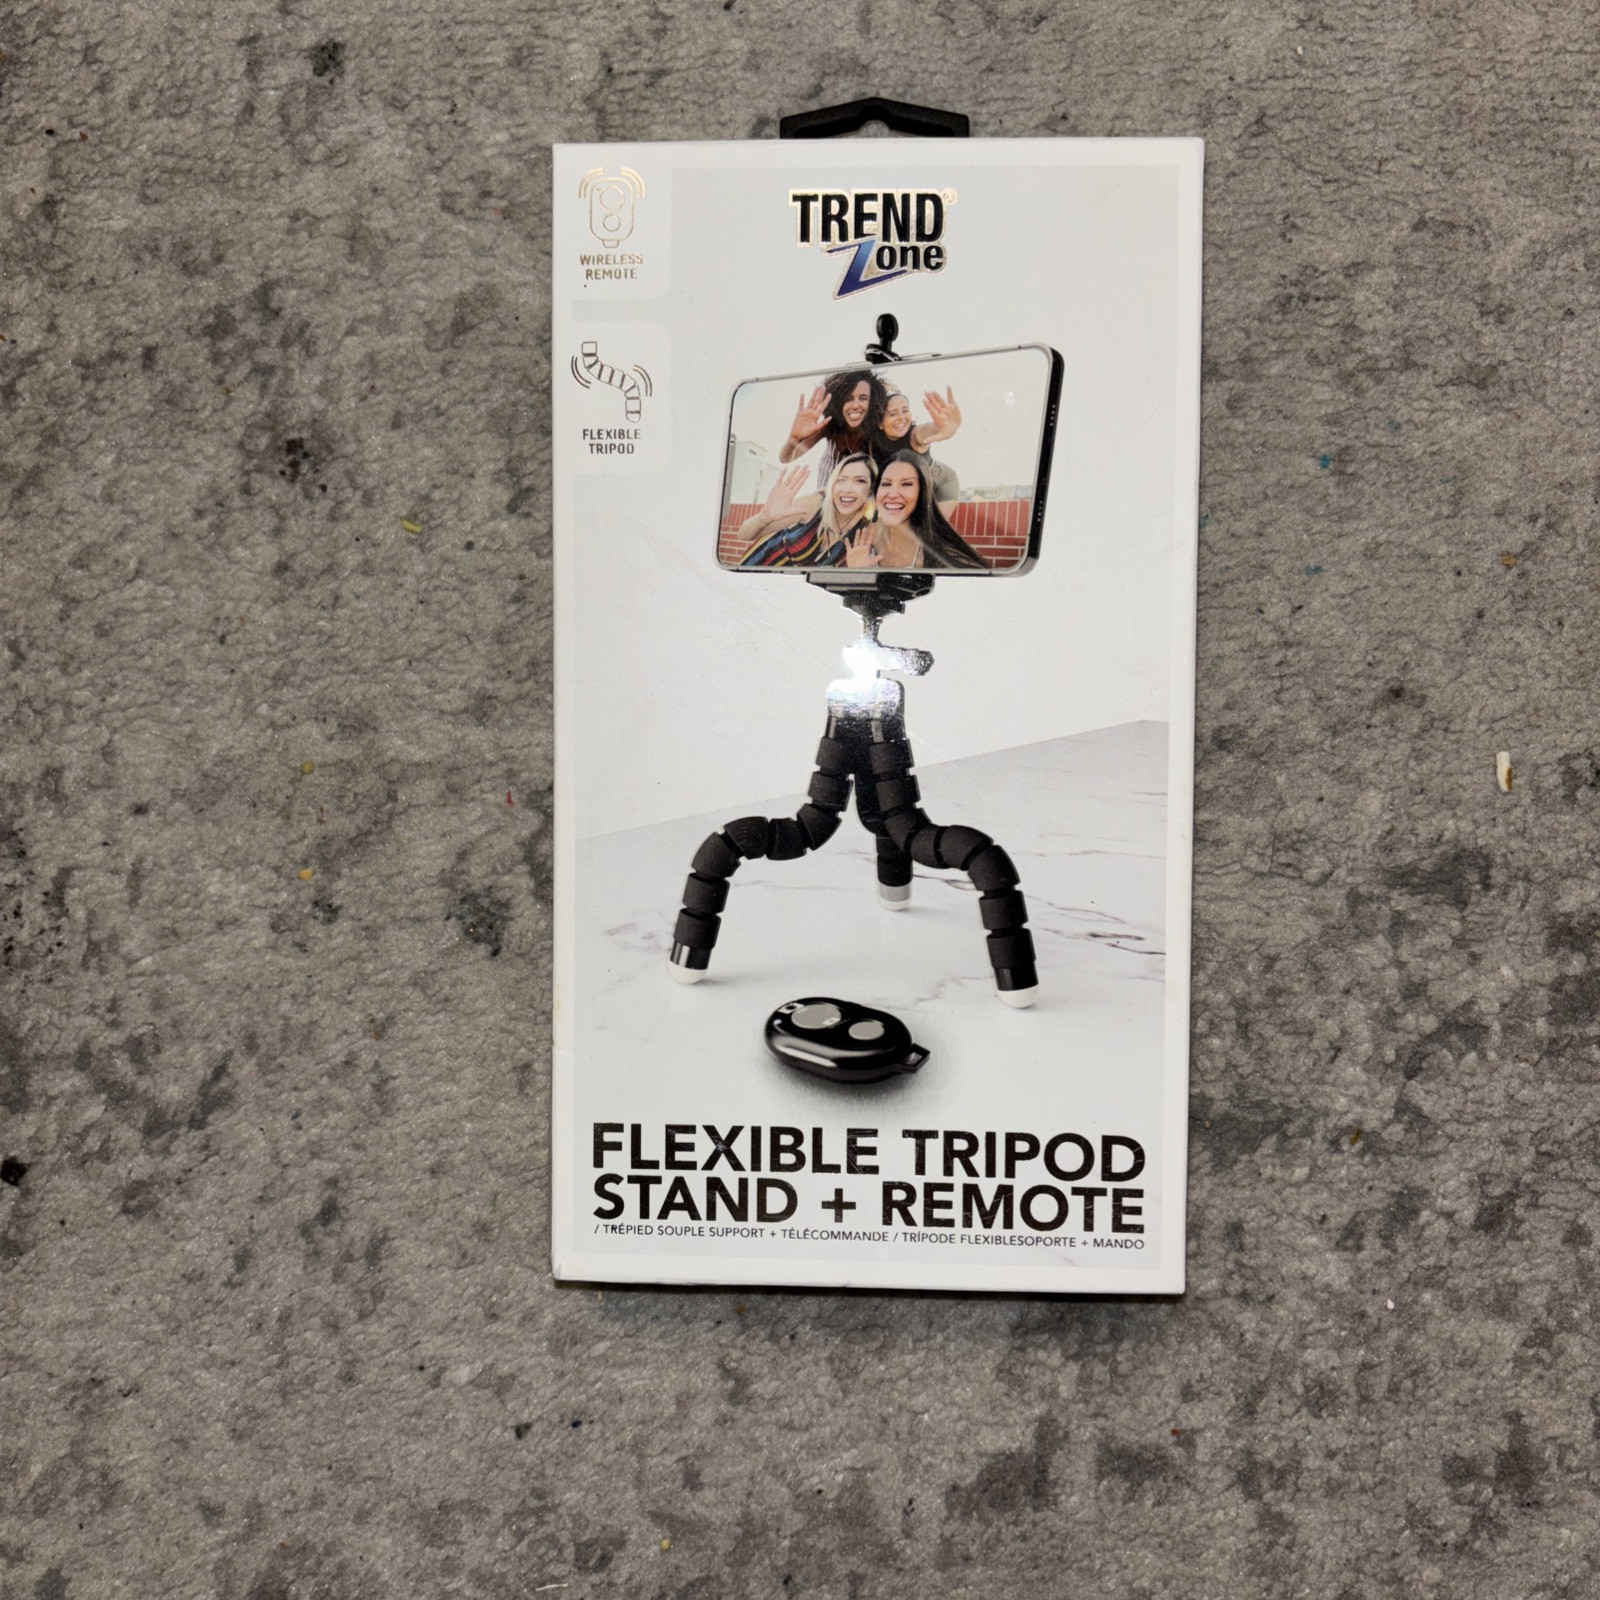 WIRELESS
REMOTE
TREND
Zone
FLEXIBLE
TRIPOD
FLEXIBLE TRIPOD
STAND + REMOTE
/ TRÉPIED SOUPLE SUPPORT + TÉLÉCOMMANDE / TRÍPODE FLEXIBLESOPORTE + MANDO